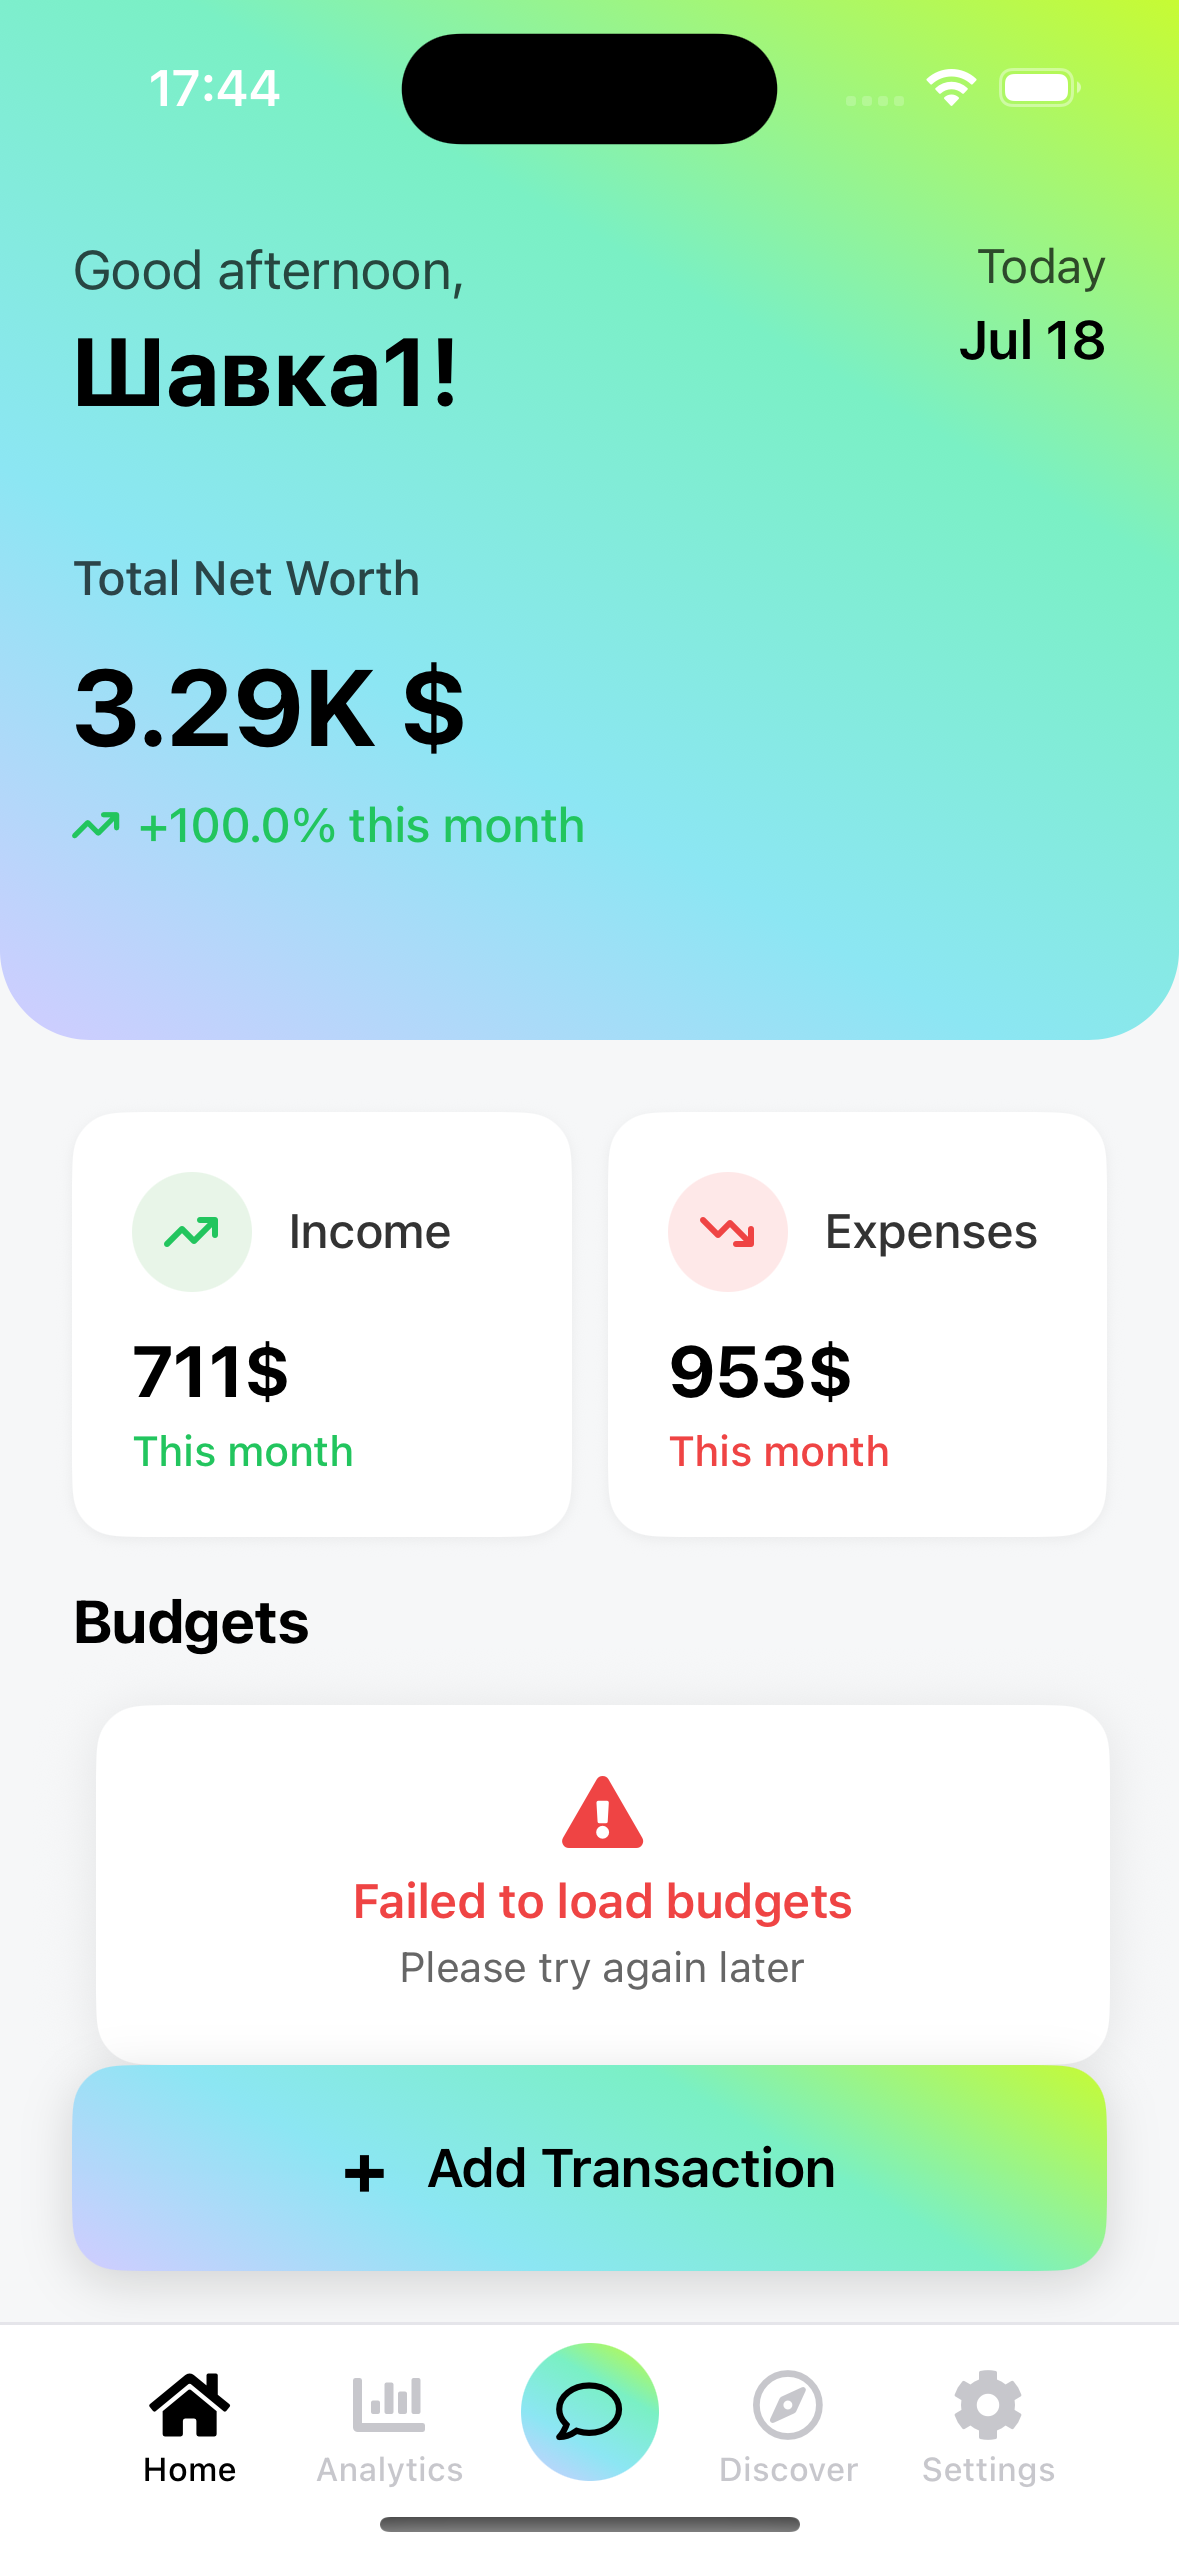 17:44
Good afternoon,
Шавка1!
Today
Jul 18
Total Net Worth
3.29K $
+100.0% this month
Income
711$
This month
Expenses
953$
This month
Budgets
Failed to load budgets
Please try again later
+ Add Transaction
Home
Analytics
Discover
Settings